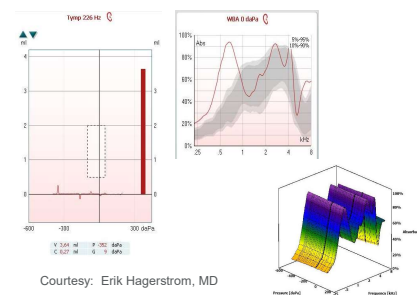 Tymp 226 Hz
ml
ml
4
4
3
3
2
2
1
1
0
0
-600
-300
0
300 daPa
V 3,64 ml P -382 daPa
C 0,27 ml G 9 daPa
WBA 0 daPa
100%
Abs
5%-95%
10%-90%
80%
60%
40%
20%
0%
kHz
.25
.5
1
2
4
8
100%
80%
60%
40%
20%
Pressure [daPa]
Frequency [kHz]
Courtesy: Erik Hagerstrom, MD